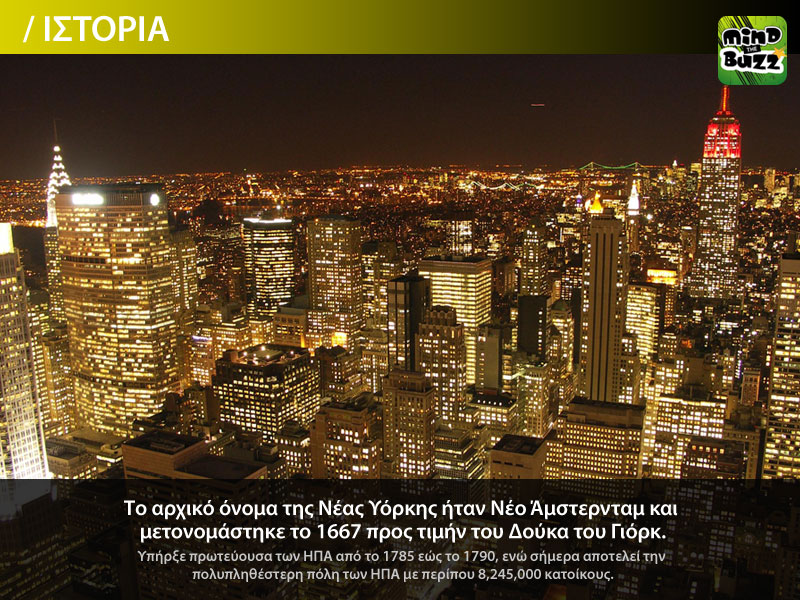 / ΙΣΤΟΡΙΑ
MIND
THE
BUZZ
Το αρχικό όνομα της Νέας Υόρκης ήταν Νέο Άμστερνταμ και
μετονομάστηκε το 1667 προς τιμήν του Δούκα του Γιόρκ.
Υπήρξε πρωτεύουσα των ΗΠΑ από το 1785 εώς το 1790, ενώ σήμερα αποτελεί την
πολυπληθέστερη πόλη των ΗΠΑ με περίπου 8,245,000 κατοίκους.